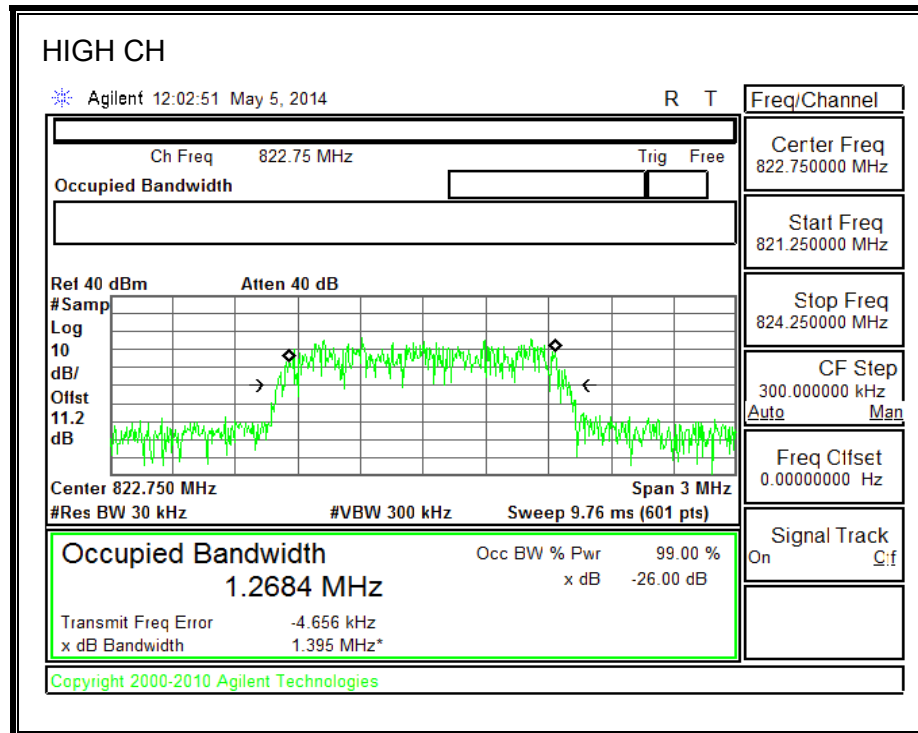 HIGH CH
Agilent 12:02:51 May 5, 2014 R T
Freq/Channel
Ch Freq 822.75 MHz Trig Free
Occupied Bandwidth
Center Freq
822.750000 MHz
Start Freq
821.250000 MHz
Stop Freq
824.250000 MHz
CF Step
300.000000 kHz
Auto Man
Freq Offset
0.00000000 Hz
Signal Track
On Off
Ref 40 dBm Atten 40 dB
#Samp
Log
10
dB/
Offst
11.2
dB
Center 822.750 MHz Span 3 MHz
#Res BW 30 kHz #VBW 300 kHz Sweep 9.76 ms (601 pts)
Occupied Bandwidth Occ BW % Pwr 99.00 %
1.2684 MHz x dB -26.00 dB
Transmit Freq Error -4.656 kHz
x dB Bandwidth 1.395 MHz*
Copyright 2000-2010 Agilent Technologies